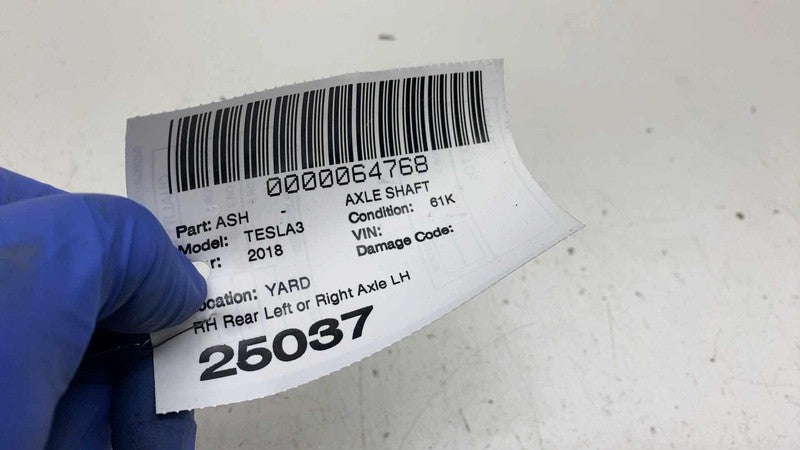 0000064768
Part: ASH - AXLE SHAFT
Model: TESLA3 Condition: 61K
r: 2018 VIN:
Damage Code:
ocation: YARD
RH Rear Left or Right Axle LH
25037